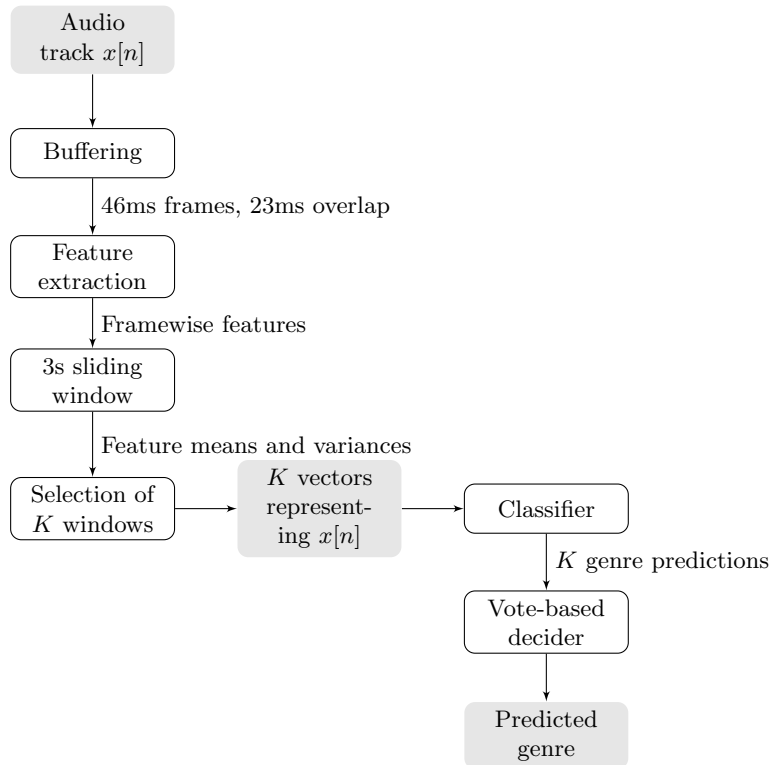 Audio
track x[n]
Buffering
46ms frames, 23ms overlap
Feature
extraction
Framewise features
3s sliding
window
Feature means and variances
Selection of
K windows
K vectors
represent-
ing x[n]
Classifier
K genre predictions
Vote-based
decider
Predicted
genre